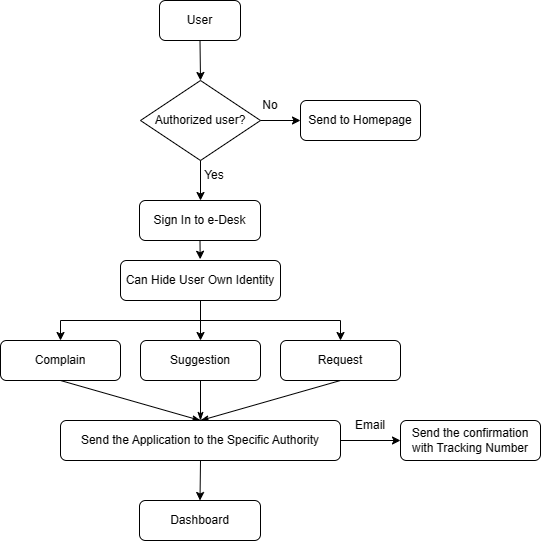 User
No
Authorized user?
Send to Homepage
Yes
Sign In to e-Desk
Can Hide User Own Identity
Complain
Suggestion
Request
Email
Send the Application to the Specific Authority
Send the confirmation
with Tracking Number
Dashboard